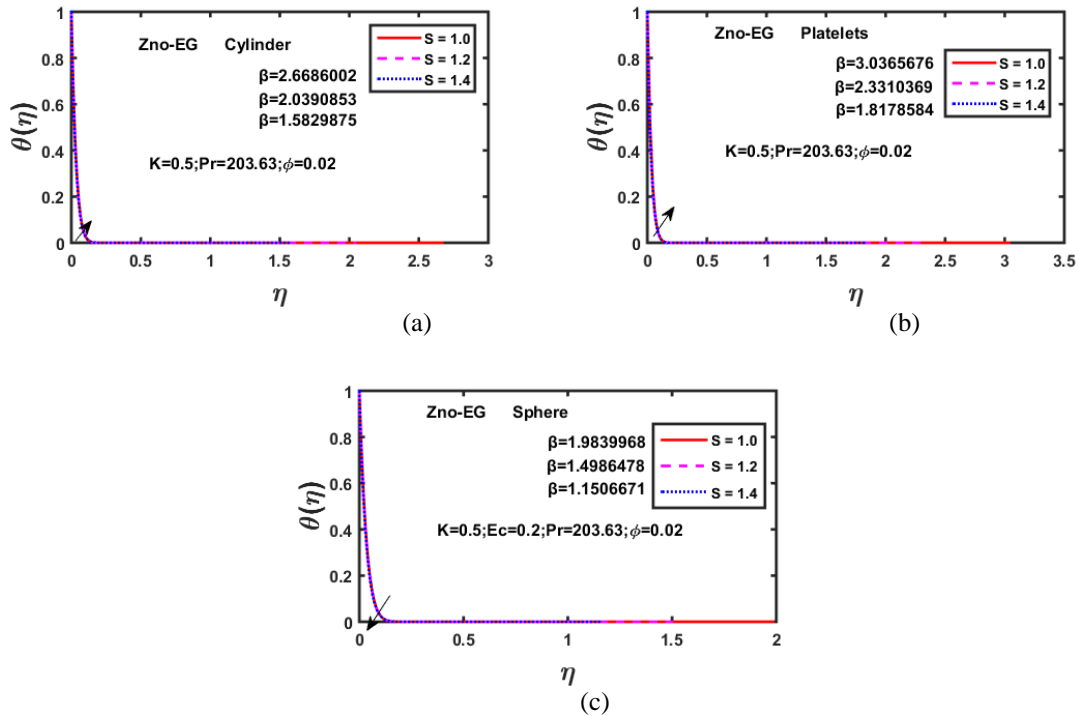 Zno-EG Cylinder
S = 1.0
S = 1.2
S = 1.4
β=2.6686002
β=2.0390853
β=1.5829875
K=0.5;Pr=203.63;ϕ=0.02
θ(η)
1
0.8
0.6
0.4
0.2
0
0 0.5 1 1.5 2 2.5 3
η
(a)
Zno-EG Platelets
S = 1.0
S = 1.2
S = 1.4
β=3.0365676
β=2.3310369
β=1.8178584
K=0.5;Pr=203.63;ϕ=0.02
θ(η)
1
0.8
0.6
0.4
0.2
0
0 0.5 1 1.5 2 2.5 3 3.5
η
(b)
Zno-EG Sphere
S = 1.0
S = 1.2
S = 1.4
β=1.9839968
β=1.4986478
β=1.1506671
K=0.5;Ec=0.2;Pr=203.63;ϕ=0.02
θ(η)
1
0.8
0.6
0.4
0.2
0
0 0.5 1 1.5 2
η
(c)